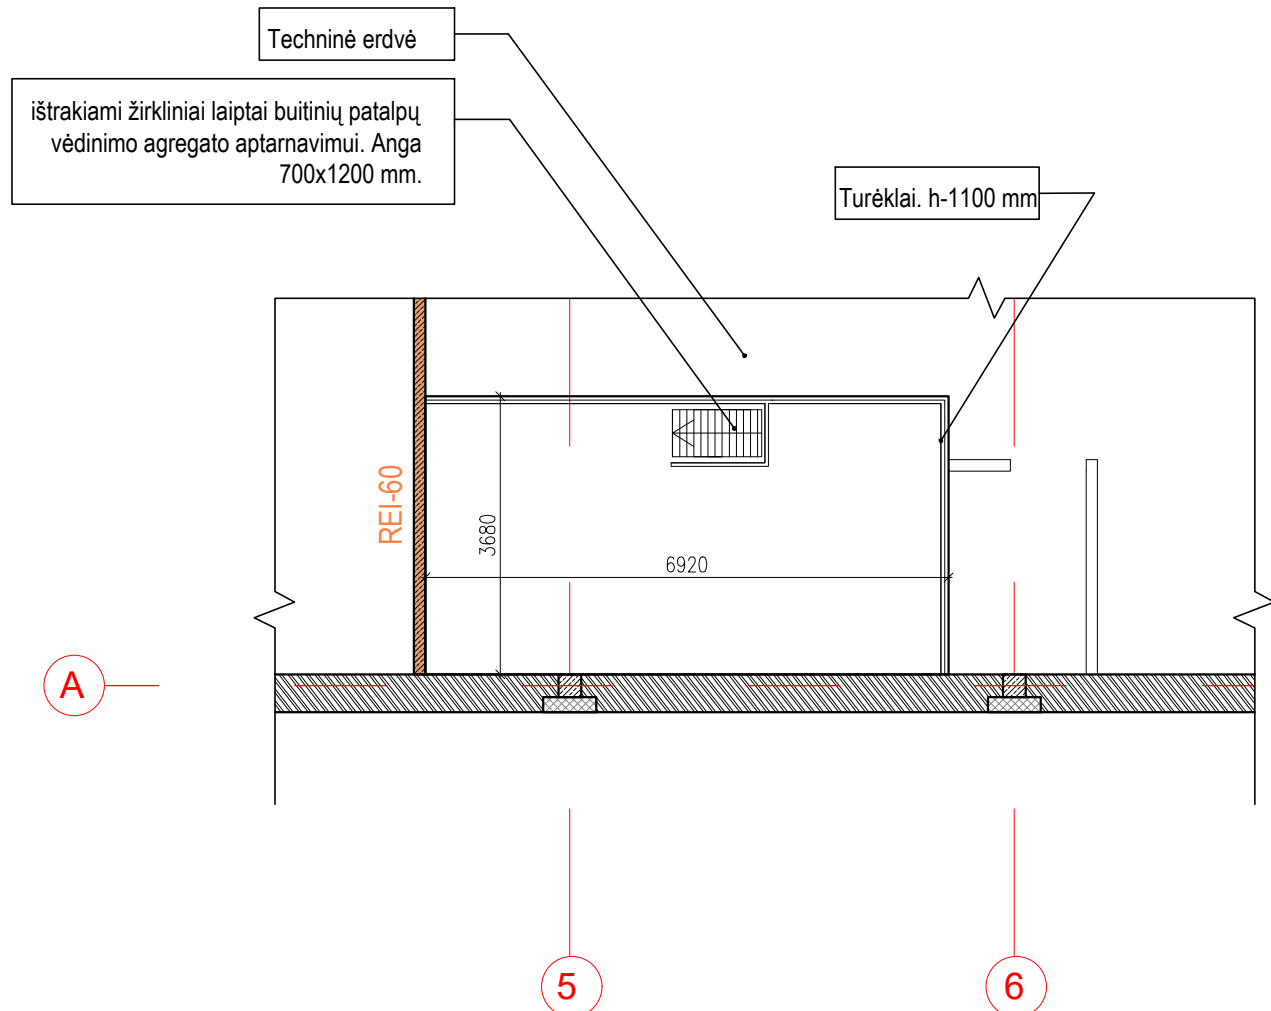 Techninė erdvė
ištrakiami žirkliniai laiptai buitinių patalpų
vėdinimo agregato aptarnavimui. Anga
700x1200 mm.
Turėklai. h-1100 mm
REI-60
3680
6920
A
5
6